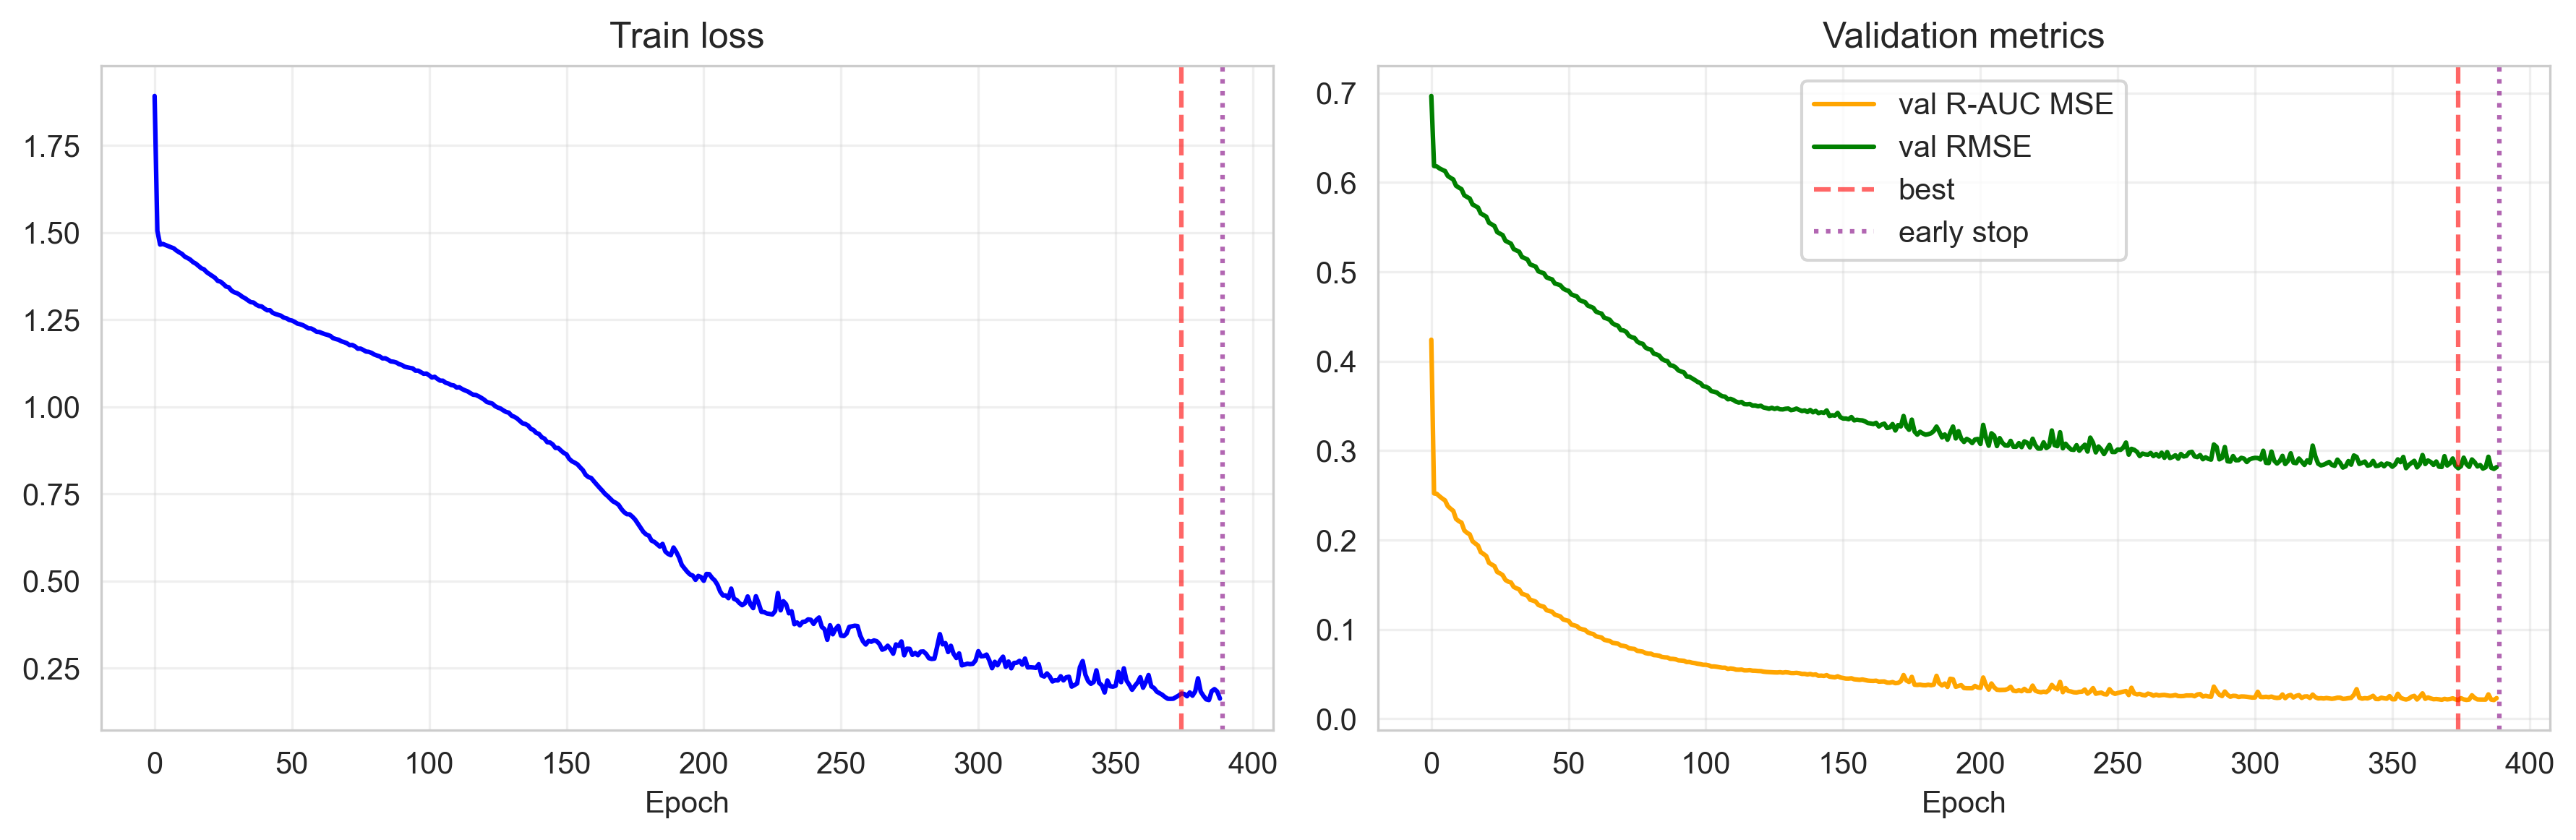 Train loss
1.75
1.50
1.25
1.00
0.75
0.50
0.25
0 50 100 150 200 250 300 350 400
Epoch
Validation metrics
val R-AUC MSE
val RMSE
best
early stop
0.7
0.6
0.5
0.4
0.3
0.2
0.1
0.0
0 50 100 150 200 250 300 350 400
Epoch